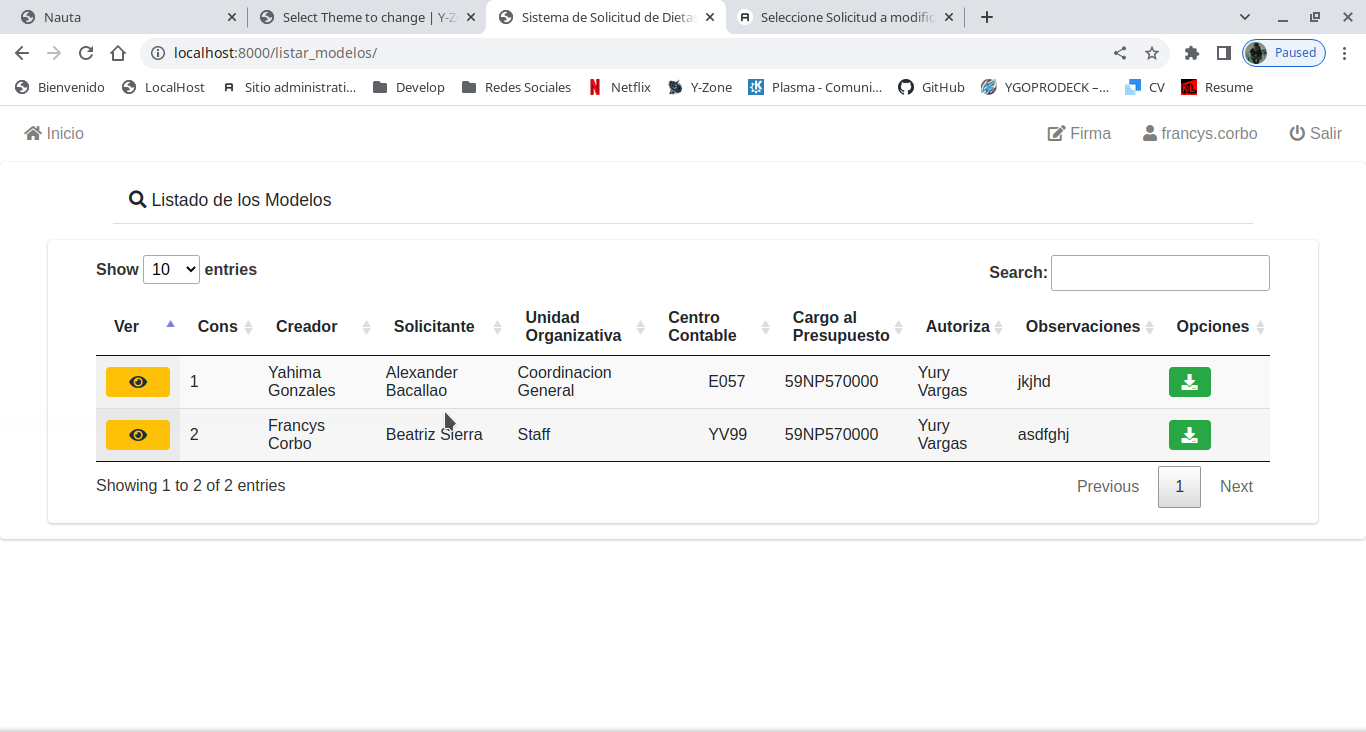 Nauta
Select Theme to change | Y-Z
Sistema de Solicitud de Dietas
Seleccione Solicitud a modific
localhost:8000/listar_modelos/
Paused
Bienvenido
LocalHost
Sitio administrati...
Develop
Redes Sociales
Netflix
Y-Zone
Plasma - Comuni...
GitHub
YGOPRODECK –...
CV
Resume
Inicio
Firma
francys.corbo
Salir
Listado de los Modelos
Show 10 entries
Search:
Ver Cons Creador Solicitante Unidad Organizativa Centro Contable Cargo al Presupuesto Autoriza Observaciones Opciones
1 Yahima Gonzales Alexander Bacallao Coordinacion General E057 59NP570000 Yury Vargas jkjhd
2 Francys Corbo Beatriz Sierra Staff YV99 59NP570000 Yury Vargas asdfghj
Showing 1 to 2 of 2 entries
Previous 1 Next